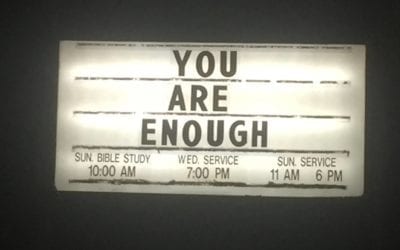 YOU
ARE
ENOUGH
SUN. BIBLE STUDY WED. SERVICE SUN. SERVICE
10:00 AM 7:00 PM 11 AM 6 PM